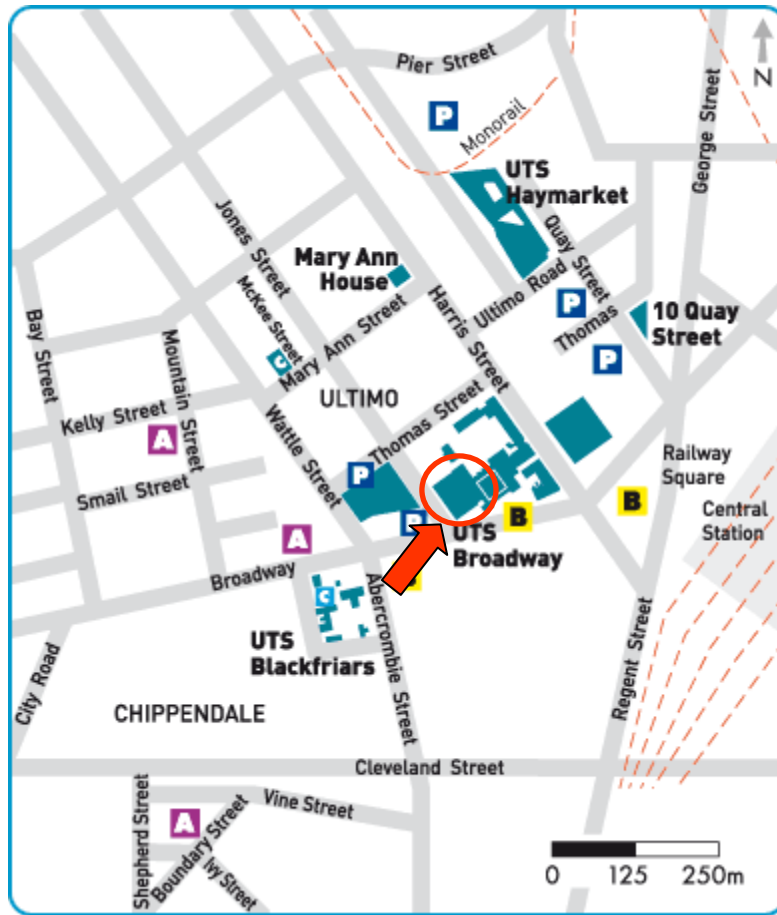 Pier Street
N
P
Monorail
George Street
UTS
Haymarket
Jones Street
Quay Street
Mary Ann
House
McKee Street
Harris Street
Ultimo Road
P
10 Quay
Street
Bay Street
Mountain Street
C
Mary Ann Street
Thomas
P
ULTIMO
Kelly Street
A
Thomas Street
Wattle Street
Railway
Square
Smail Street
P
B
B
Central
Station
A
P
UTS
Broadway
Broadway
C
Abercrombie Street
UTS
Blackfriars
Regent Street
City Road
CHIPPENDALE
Cleveland Street
Shepherd Street
A
Vine Street
Boundary Street
Ivy Street
0 125 250m